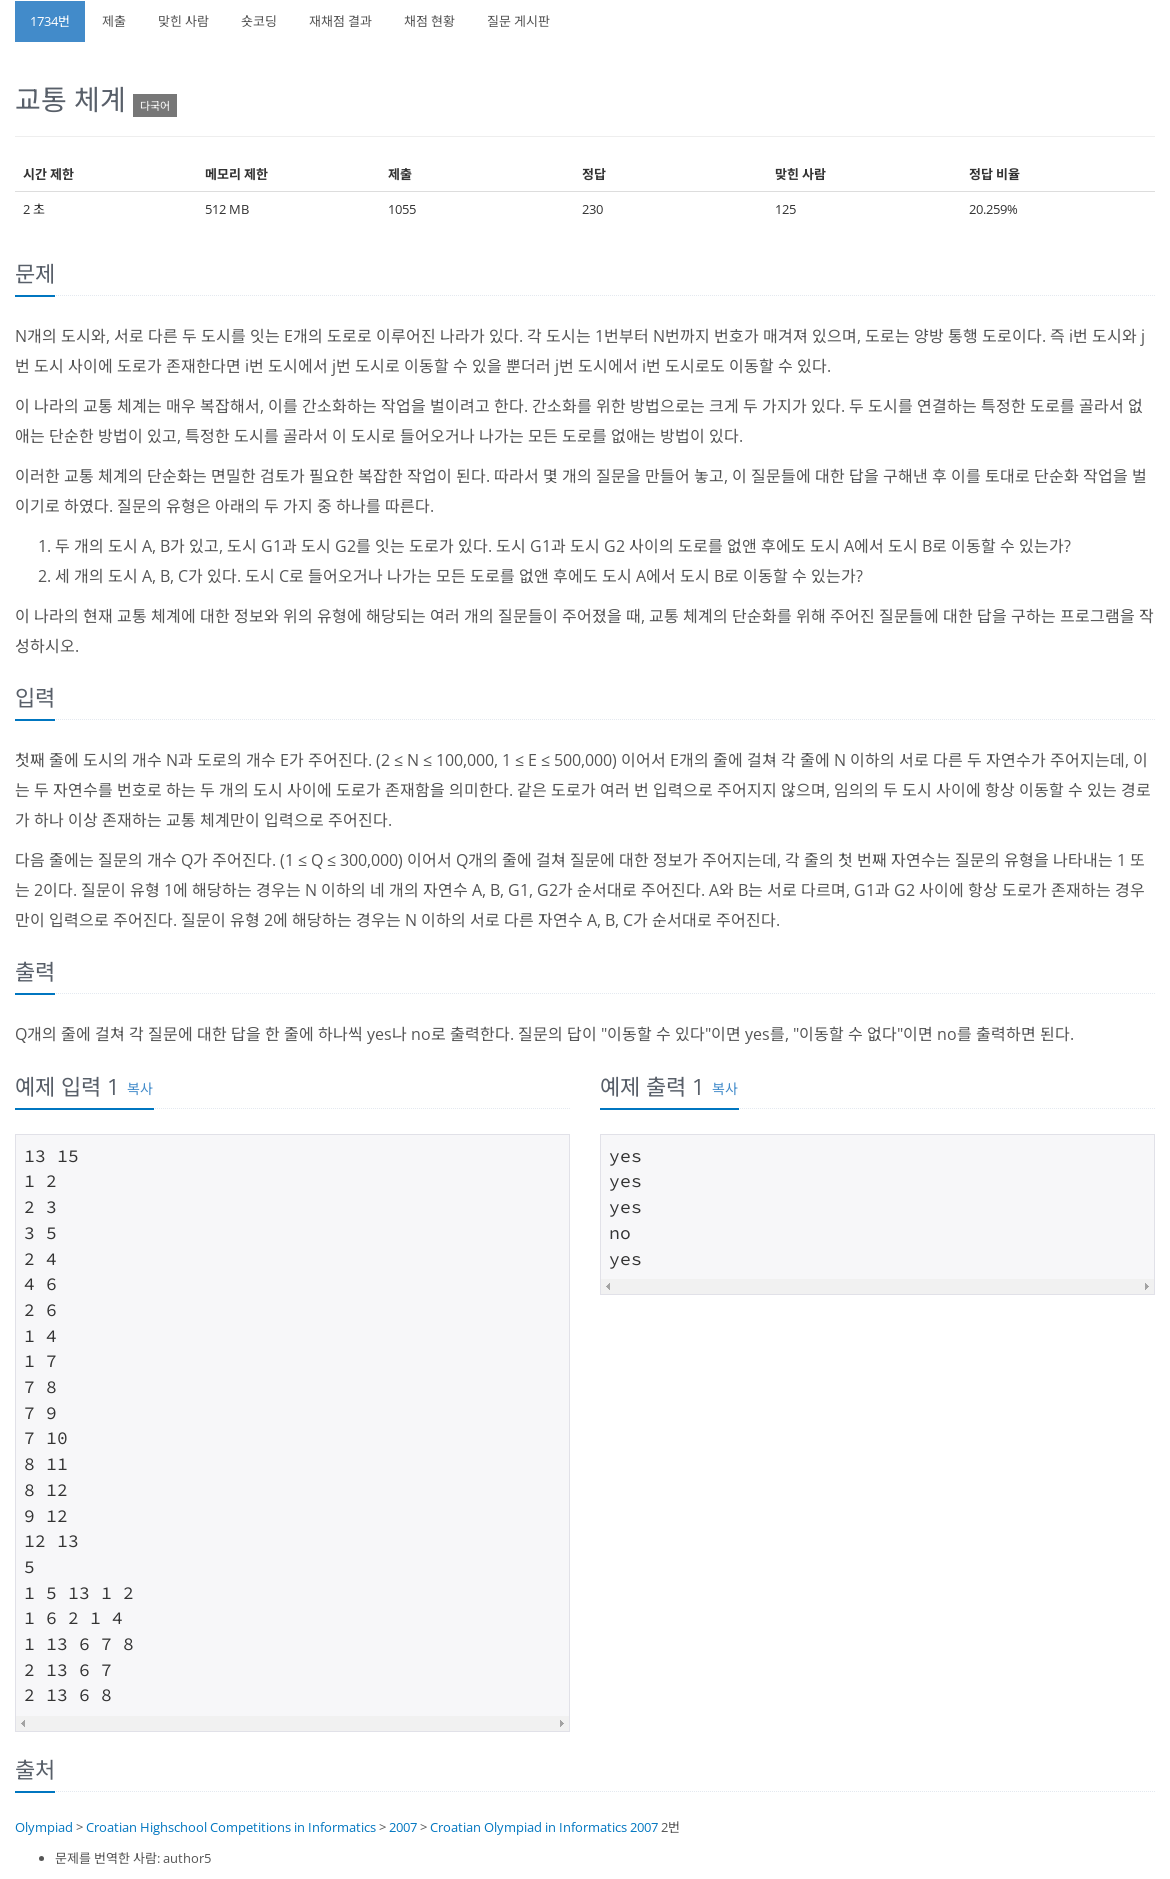 1734번 제출 맞힌 사람 숏코딩 재채점 결과 채점 현황 질문 게시판
교통 체계 다국어
시간 제한 메모리 제한 제출 정답 맞힌 사람 정답 비율
2 초 512 MB 1055 230 125 20.259%
문제
N개의 도시와, 서로 다른 두 도시를 잇는 E개의 도로로 이루어진 나라가 있다. 각 도시는 1번부터 N번까지 번호가 매겨져 있으며, 도로는 양방 통행 도로이다. 즉 i번 도시와 j
번 도시 사이에 도로가 존재한다면 i번 도시에서 j번 도시로 이동할 수 있을 뿐더러 j번 도시에서 i번 도시로도 이동할 수 있다.
이 나라의 교통 체계는 매우 복잡해서, 이를 간소화하는 작업을 벌이려고 한다. 간소화를 위한 방법으로는 크게 두 가지가 있다. 두 도시를 연결하는 특정한 도로를 골라서 없
애는 단순한 방법이 있고, 특정한 도시를 골라서 이 도시로 들어오거나 나가는 모든 도로를 없애는 방법이 있다.
이러한 교통 체계의 단순화는 면밀한 검토가 필요한 복잡한 작업이 된다. 따라서 몇 개의 질문을 만들어 놓고, 이 질문들에 대한 답을 구해낸 후 이를 토대로 단순화 작업을 벌
이기로 하였다. 질문의 유형은 아래의 두 가지 중 하나를 따른다.
1. 두 개의 도시 A, B가 있고, 도시 G1과 도시 G2를 잇는 도로가 있다. 도시 G1과 도시 G2 사이의 도로를 없앤 후에도 도시 A에서 도시 B로 이동할 수 있는가?
2. 세 개의 도시 A, B, C가 있다. 도시 C로 들어오거나 나가는 모든 도로를 없앤 후에도 도시 A에서 도시 B로 이동할 수 있는가?
이 나라의 현재 교통 체계에 대한 정보와 위의 유형에 해당되는 여러 개의 질문들이 주어졌을 때, 교통 체계의 단순화를 위해 주어진 질문들에 대한 답을 구하는 프로그램을 작
성하시오.
입력
첫째 줄에 도시의 개수 N과 도로의 개수 E가 주어진다. (2 ≤ N ≤ 100,000, 1 ≤ E ≤ 500,000) 이어서 E개의 줄에 걸쳐 각 줄에 N 이하의 서로 다른 두 자연수가 주어지는데, 이
는 두 자연수를 번호로 하는 두 개의 도시 사이에 도로가 존재함을 의미한다. 같은 도로가 여러 번 입력으로 주어지지 않으며, 임의의 두 도시 사이에 항상 이동할 수 있는 경로
가 하나 이상 존재하는 교통 체계만이 입력으로 주어진다.
다음 줄에는 질문의 개수 Q가 주어진다. (1 ≤ Q ≤ 300,000) 이어서 Q개의 줄에 걸쳐 질문에 대한 정보가 주어지는데, 각 줄의 첫 번째 자연수는 질문의 유형을 나타내는 1 또
는 2이다. 질문이 유형 1에 해당하는 경우는 N 이하의 네 개의 자연수 A, B, G1, G2가 순서대로 주어진다. A와 B는 서로 다르며, G1과 G2 사이에 항상 도로가 존재하는 경우
만이 입력으로 주어진다. 질문이 유형 2에 해당하는 경우는 N 이하의 서로 다른 자연수 A, B, C가 순서대로 주어진다.
출력
Q개의 줄에 걸쳐 각 질문에 대한 답을 한 줄에 하나씩 yes나 no로 출력한다. 질문의 답이 "이동할 수 있다"이면 yes를, "이동할 수 없다"이면 no를 출력하면 된다.
예제 입력 1 복사
13 15
1 2
2 3
3 5
2 4
4 6
2 6
1 4
1 7
7 8
7 9
7 10
8 11
8 12
9 12
12 13
5
1 5 13 1 2
1 6 2 1 4
1 13 6 7 8
2 13 6 7
2 13 6 8
예제 출력 1 복사
yes
yes
yes
no
yes
출처
Olympiad > Croatian Highschool Competitions in Informatics > 2007 > Croatian Olympiad in Informatics 2007 2번
• 문제를 번역한 사람: author5